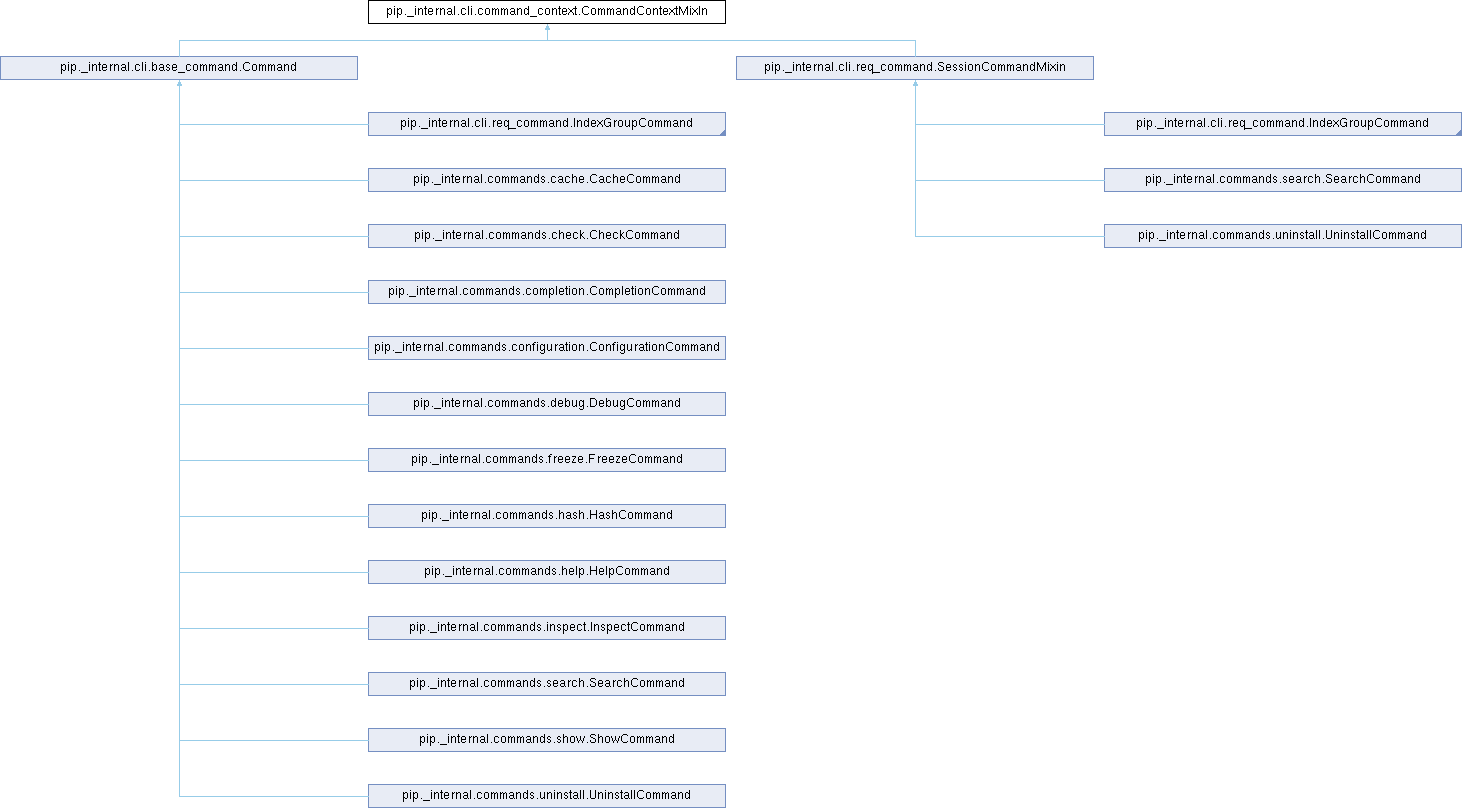 pip._internal.cli.command_context.CommandContextMixIn
pip._internal.cli.base_command.Command
pip._internal.cli.req_command.SessionCommandMixin
pip._internal.cli.req_command.IndexGroupCommand
pip._internal.cli.req_command.IndexGroupCommand
pip._internal.commands.cache.CacheCommand
pip._internal.commands.search.SearchCommand
pip._internal.commands.check.CheckCommand
pip._internal.commands.uninstall.UninstallCommand
pip._internal.commands.completion.CompletionCommand
pip._internal.commands.configuration.ConfigurationCommand
pip._internal.commands.debug.DebugCommand
pip._internal.commands.freeze.FreezeCommand
pip._internal.commands.hash.HashCommand
pip._internal.commands.help.HelpCommand
pip._internal.commands.inspect.InspectCommand
pip._internal.commands.search.SearchCommand
pip._internal.commands.show.ShowCommand
pip._internal.commands.uninstall.UninstallCommand